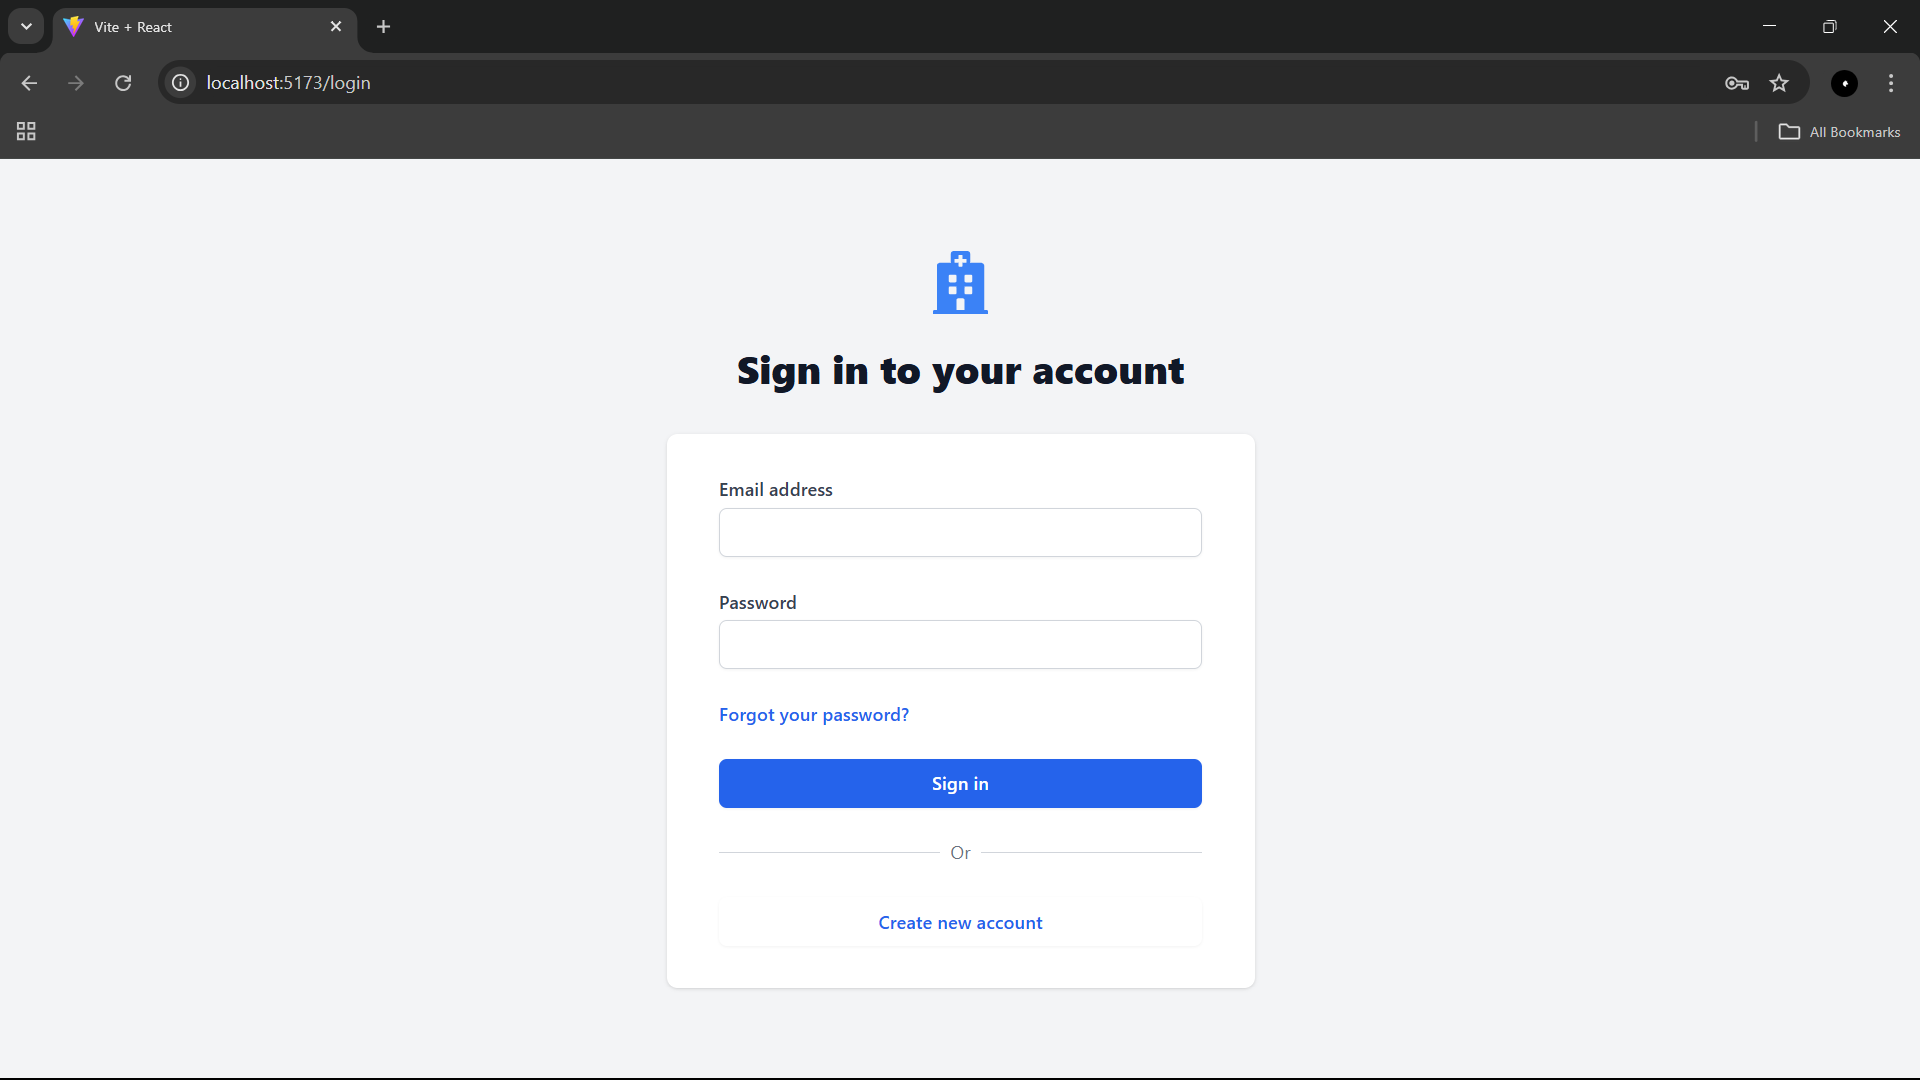 Vite + React
localhost:5173/login
All Bookmarks
Sign in to your account
Email address
Password
Forgot your password?
Sign in
Or
Create new account